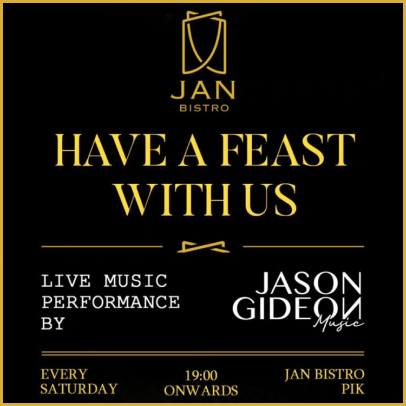 JAN
BISTRO
HAVE A FEAST
WITH US
LIVE MUSIC
PERFORMANCE
BY
JASON
GIDEON
Music
EVERY
SATURDAY
19:00
ONWARDS
JAN BISTRO
PIK